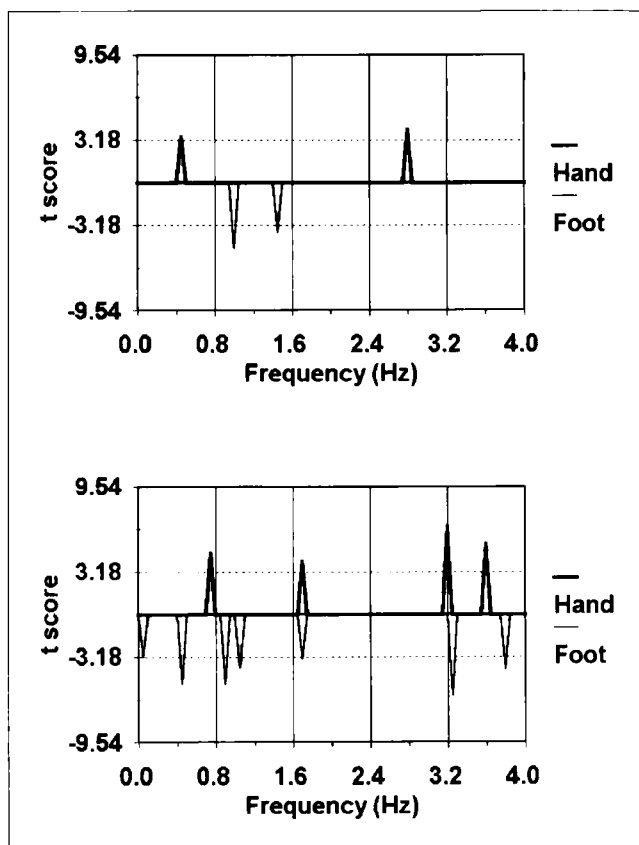 9.54
3.18
-3.18
-9.54
t score
0.0 0.8 1.6 2.4 3.2 4.0
Frequency (Hz)
Hand
Foot
9.54
3.18
-3.18
-9.54
t score
0.0 0.8 1.6 2.4 3.2 4.0
Frequency (Hz)
Hand
Foot